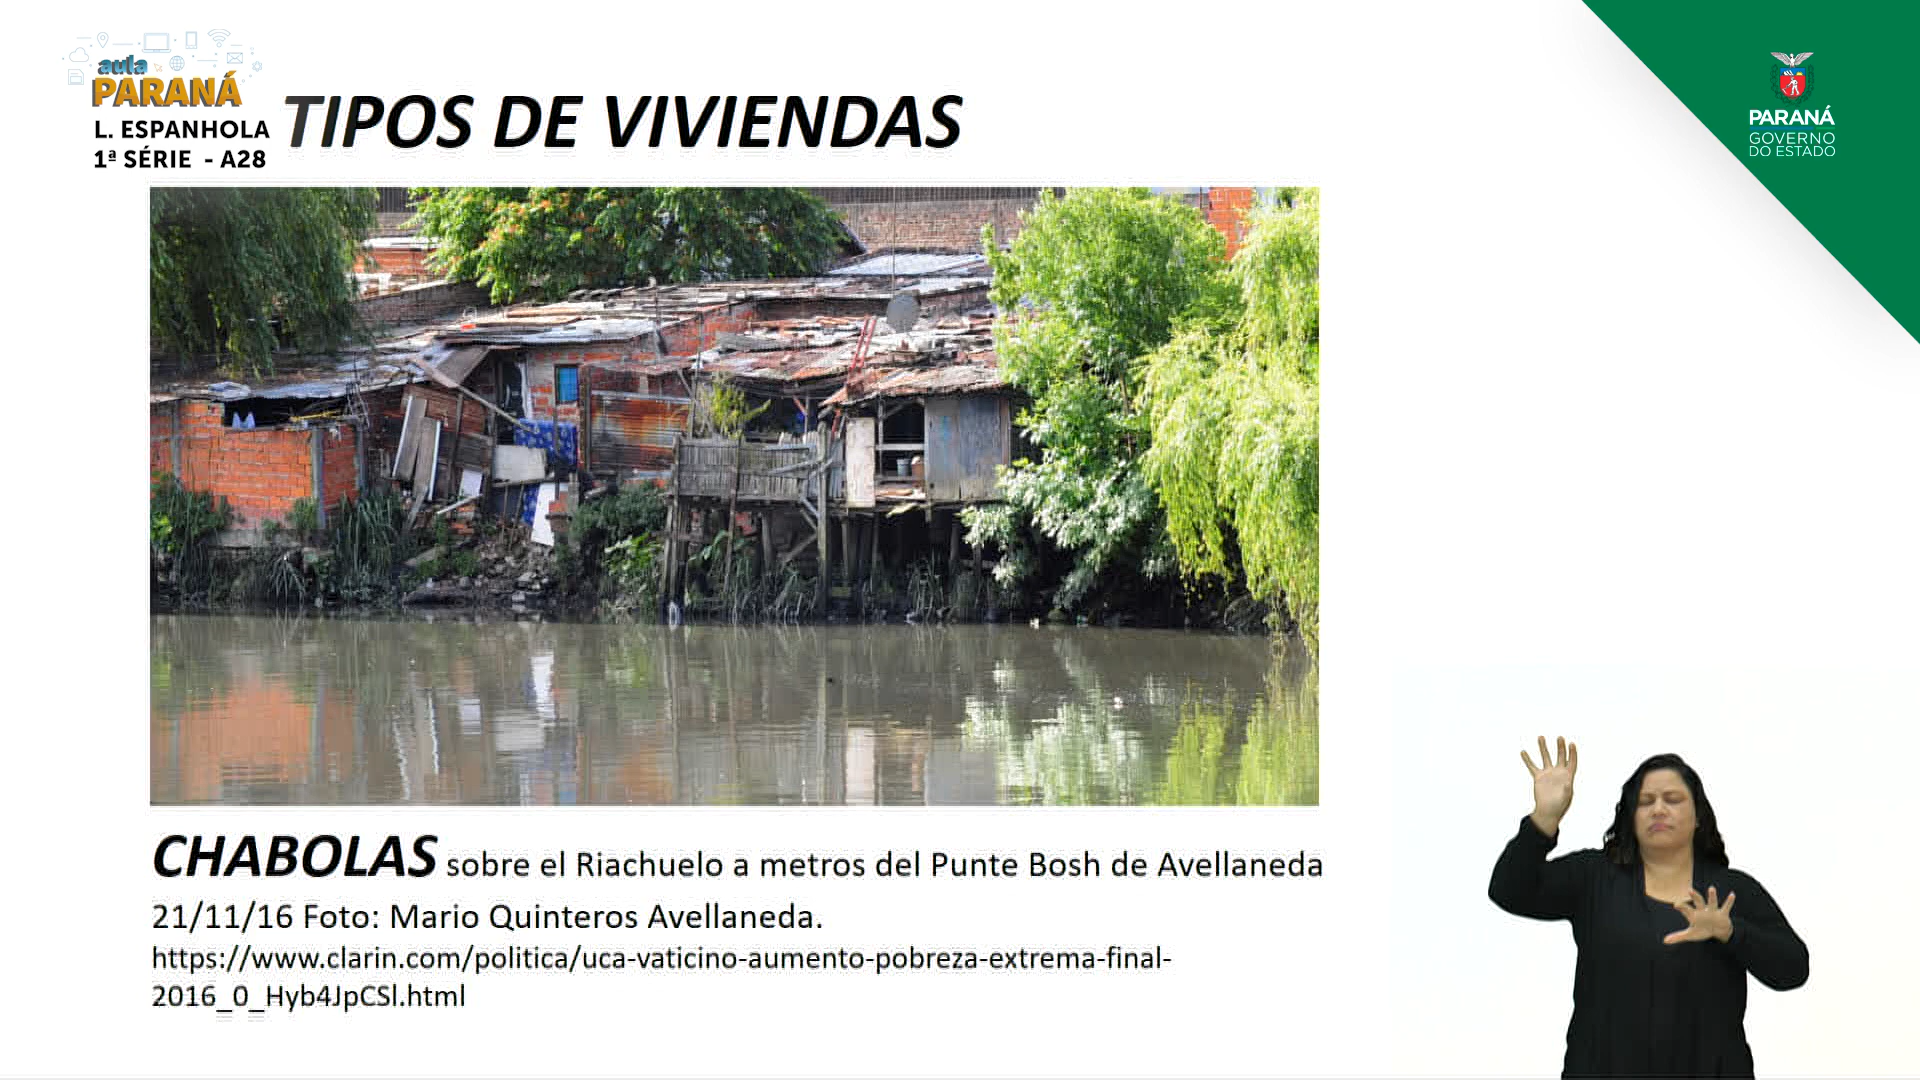 aula
PARANÁ
L. ESPANHOLA
1ª SÉRIE - A28
TIPOS DE VIVIENDAS
PARANÁ
GOVERNO
DO ESTADO
CHABOLAS sobre el Riachuelo a metros del Punte Bosh de Avellaneda
21/11/16 Foto: Mario Quinteros Avellaneda.
https://www.clarin.com/politica/uca-vaticino-aumento-pobreza-extrema-final-
2016_0_Hyb4JpCSl.html